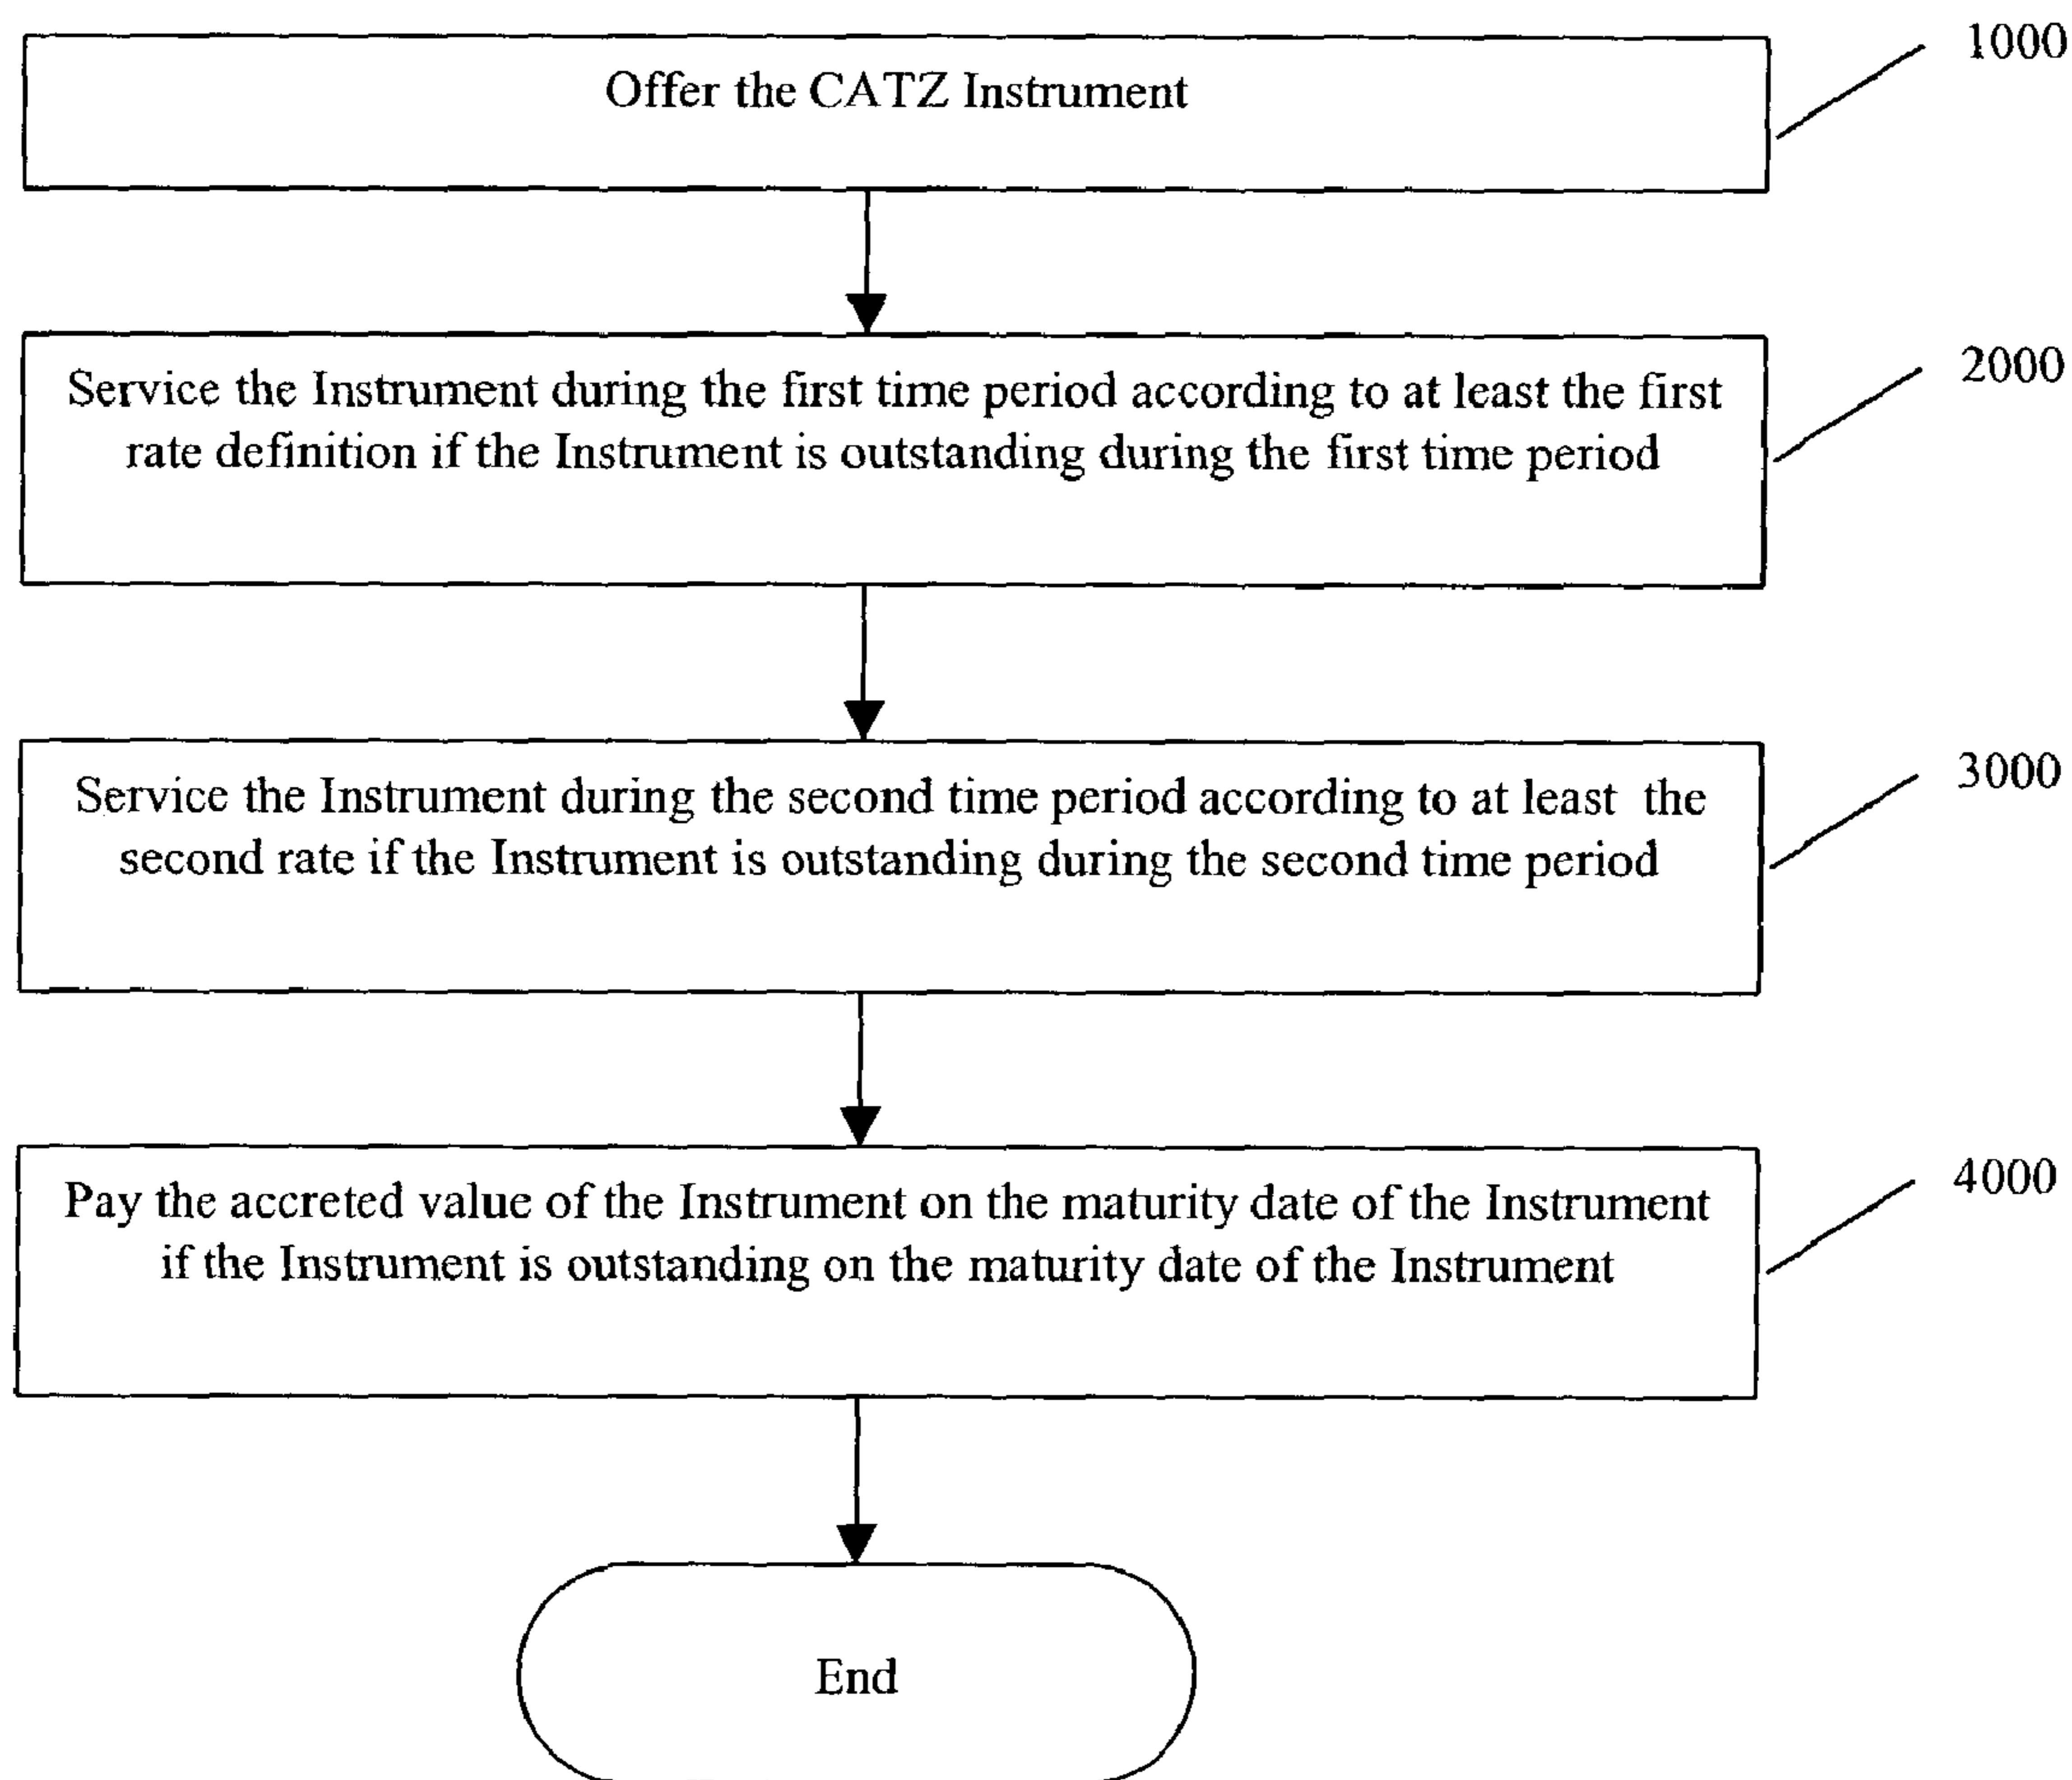 Offer the CATZ Instrument
1000
Service the Instrument during the first time period according to at least the first
rate definition if the Instrument is outstanding during the first time period
2000
Service the Instrument during the second time period according to at least the
second rate if the Instrument is outstanding during the second time period
3000
Pay the accreted value of the Instrument on the maturity date of the Instrument
if the Instrument is outstanding on the maturity date of the Instrument
4000
End